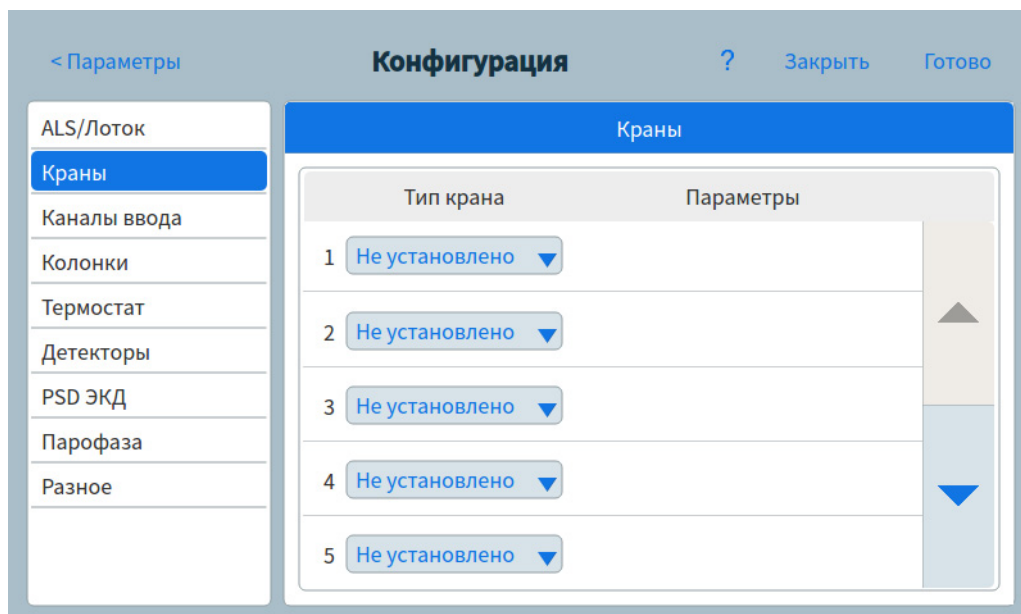 < Параметры
Конфигурация
?
Закрыть
Готово
ALS/Лоток
Краны
Каналы ввода
Колонки
Термостат
Детекторы
PSD ЭКД
Парофаза
Разное
Краны
Тип крана Параметры
1 Не установлено
2 Не установлено
3 Не установлено
4 Не установлено
5 Не установлено